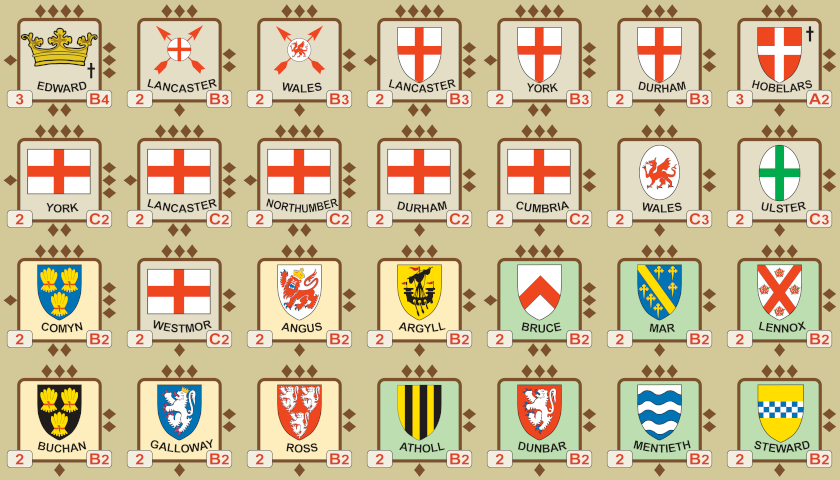 EDWARD
3 B4
LANCASTER
2 B3
WALES
2 B3
LANCASTER
2 B3
YORK
2 B3
DURHAM
2 B3
HOBELARS
3 A2
YORK
2 C2
LANCASTER
2 C2
NORTHUMBER
2 C2
DURHAM
2 C2
CUMBRIA
2 C2
WALES
2 C3
ULSTER
2 C3
COMYN
2 B2
WESTMOR
2 C2
ANGUS
2 B2
ARGYLL
2 B2
BRUCE
2 B2
MAR
2 B2
LENNOX
2 B2
BUCHAN
2 B2
GALLOWAY
2 B2
ROSS
2 B2
ATHOLL
2 B2
DUNBAR
2 B2
MENTIETH
2 B2
STEWARD
2 B2